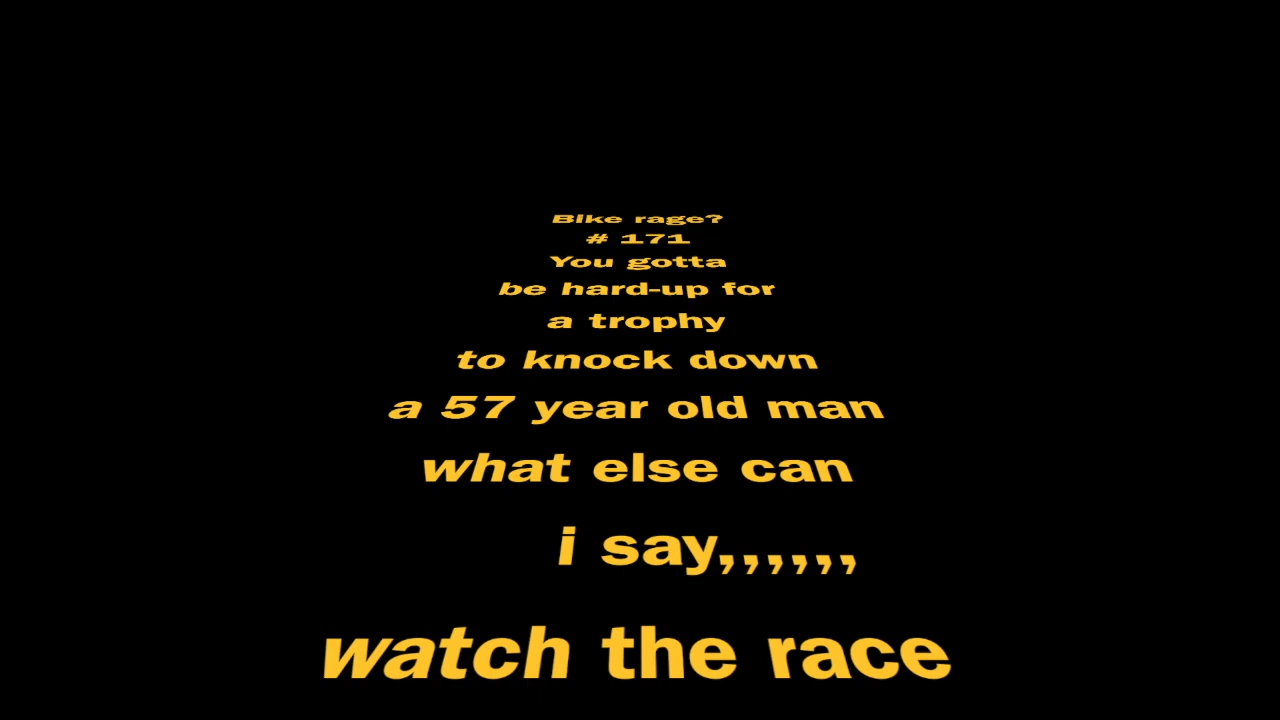 Bike rage?
# 171
You gotta
be hard-up for
a trophy
to knock down
a 57 year old man
what else can
i say,,,,,,
watch the race